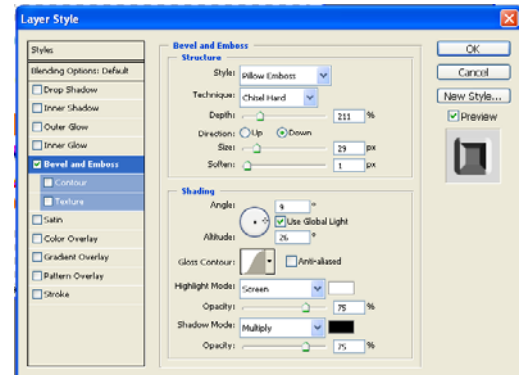 Layer Style
Styles
Blending Options: Default
Drop Shadow
Inner Shadow
Outer Glow
Inner Glow
Bevel and Emboss
Contour
Texture
Satin
Color Overlay
Gradient Overlay
Pattern Overlay
Stroke
Bevel and Emboss
Structure
Style: Pillow Emboss
Technique: Chisel Hard
Depth: 211 %
Direction: Up Down
Size: 29 px
Soften: 1 px
Shading
Angle: 9 °
Use Global Light
Altitude: 26 °
Gloss Contour: Anti-aliased
Highlight Mode: Screen
Opacity: 75 %
Shadow Mode: Multiply
Opacity: 75 %
OK
Cancel
New Style...
Preview